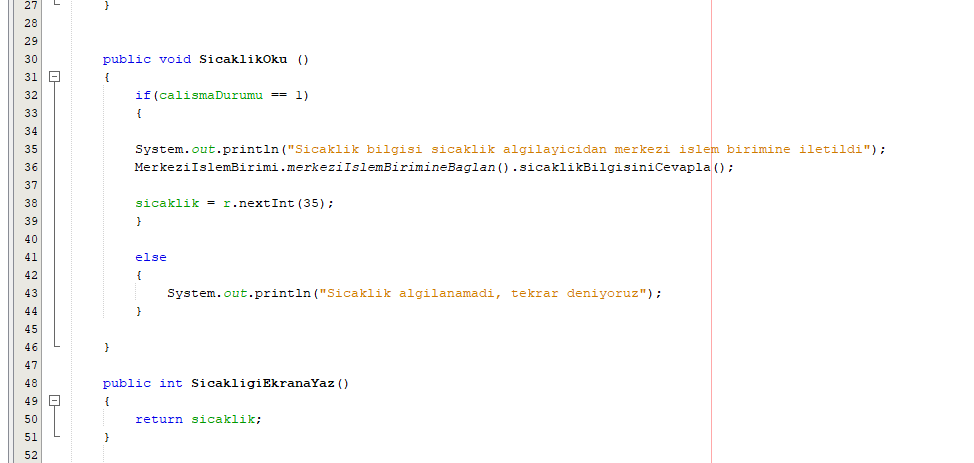 27 }
28
29
30 public void SicaklikOku ()
31 {
32 if(calismaDurumu == 1)
33 {
34
35 System.out.println("Sicaklik bilgisi sicaklik algilayicidan merkezi islem birimine iletildi");
36 MerkeziIslemBirimi.merkeziIslemBirimineBaglan().sicaklikBilgisiniCevapla();
37
38 sicaklik = r.nextInt(35);
39 }
40
41 else
42 {
43 System.out.println("Sicaklik algilanamadi, tekrar deniyoruz");
44 }
45
46 }
47
48 public int SicakligiEkranaYaz()
49 {
50 return sicaklik;
51 }
52